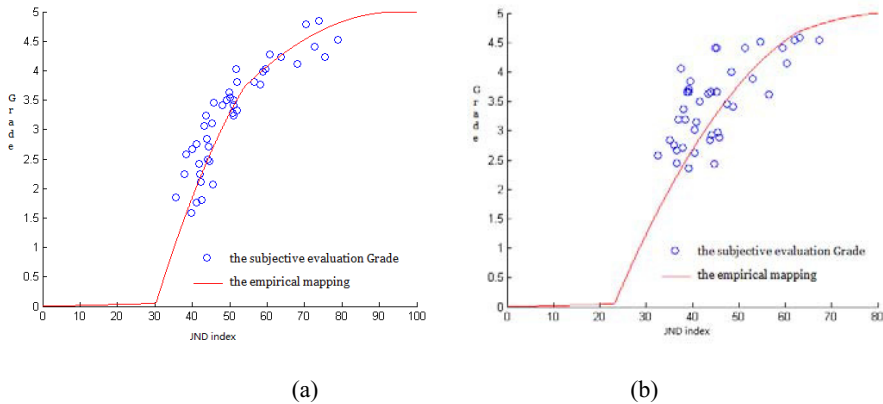 5
4.5
4
3.5
3
2.5
2
1.5
1
0.5
0
G
r
a
d
e
the subjective evaluation Grade
the empirical mapping
0 10 20 30 40 50 60 70 80 90 100
JND index
(a)
5
4.5
4
3.5
3
2.5
2
1.5
1
0.5
0
G
r
a
d
e
the subjective evaluation Grade
the empirical mapping
0 10 20 30 40 50 60 70 80
JND index
(b)